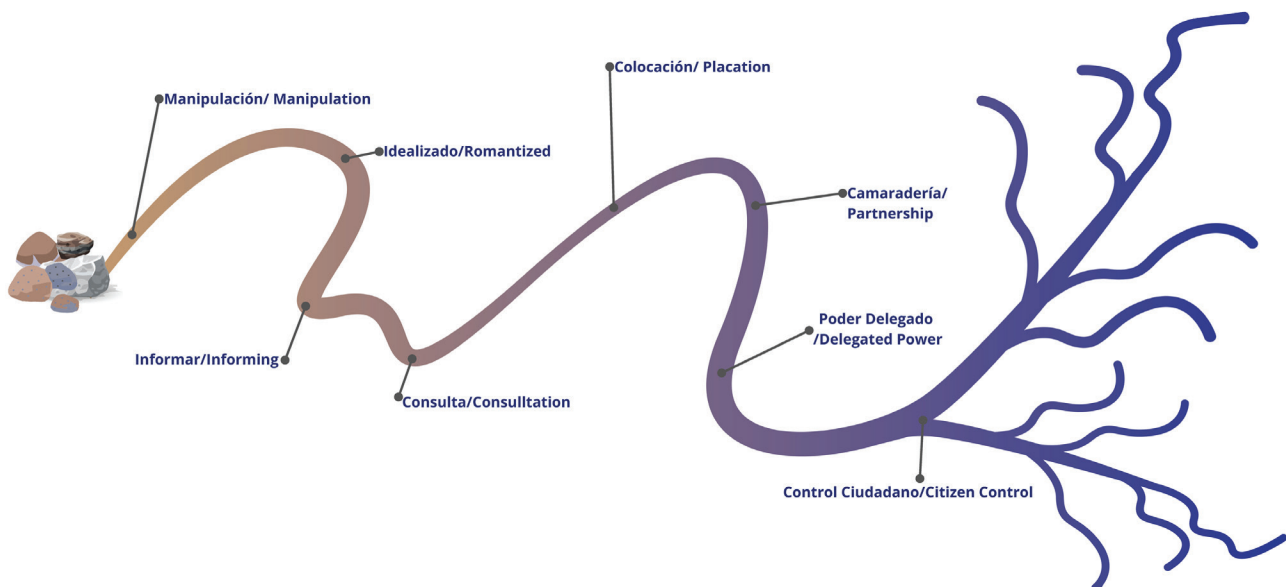 Manipulación/ Manipulation
Idealizado/Romantized
Informar/Informing
Consulta/Consulltation
Colocación/ Placation
Camaradería/
Partnership
Poder Delegado
/Delegated Power
Control Ciudadano/Citizen Control